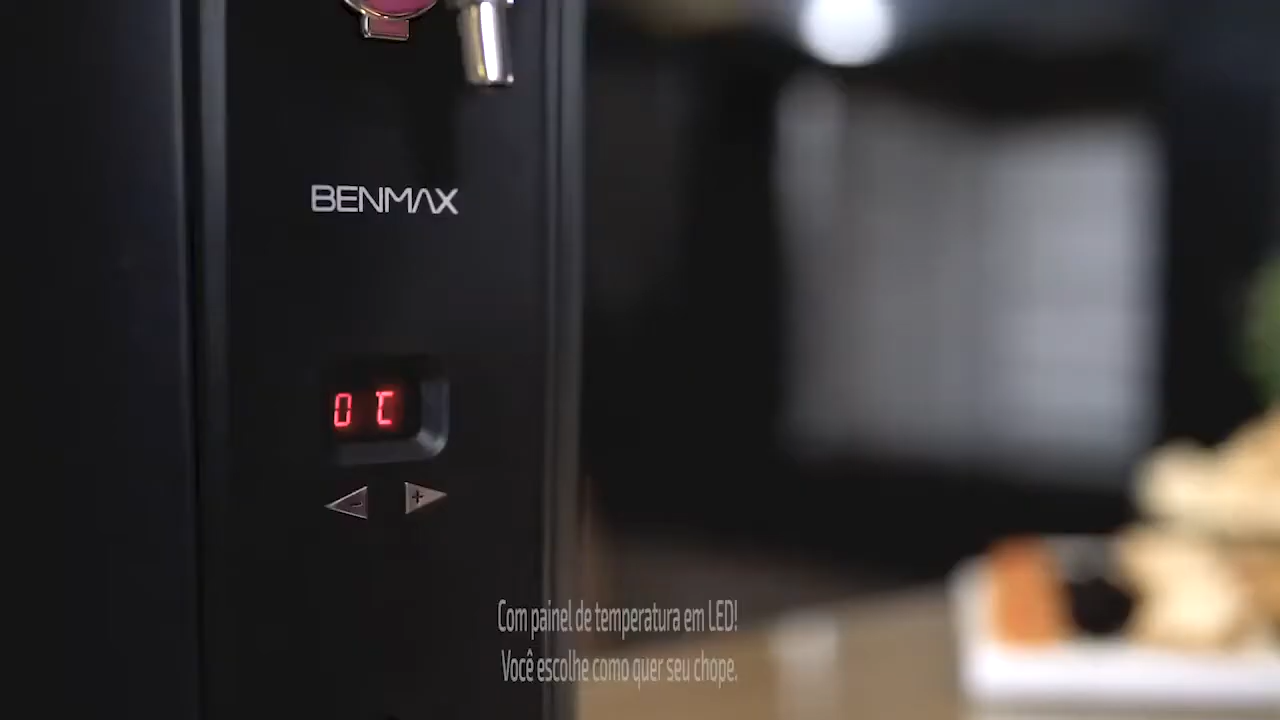 BENMAX
0 C
- +
Com painel de temperatura em LED!
Você escolhe como quer seu chope.